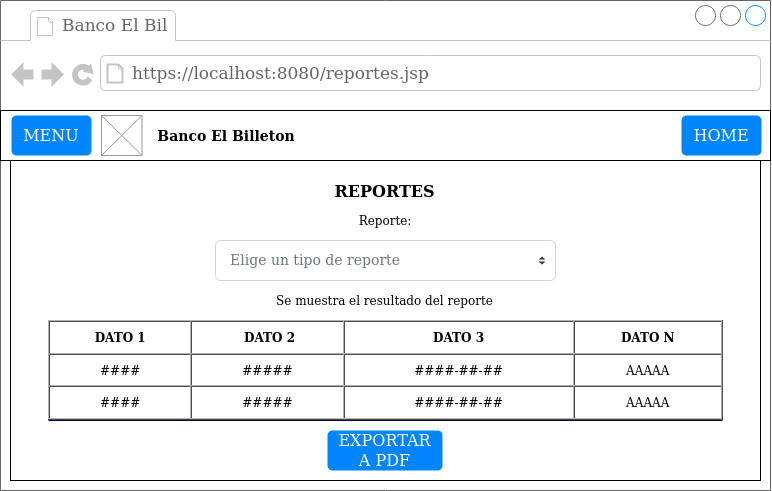 Banco El Bil
https://localhost:8080/reportes.jsp
MENU
Banco El Billeton
HOME
REPORTES
Reporte:
Elige un tipo de reporte
Se muestra el resultado del reporte
DATO 1 DATO 2 DATO 3 DATO N
#### ##### ####-##-## AAAAA
#### ##### ####-##-## AAAAA
EXPORTAR
A PDF